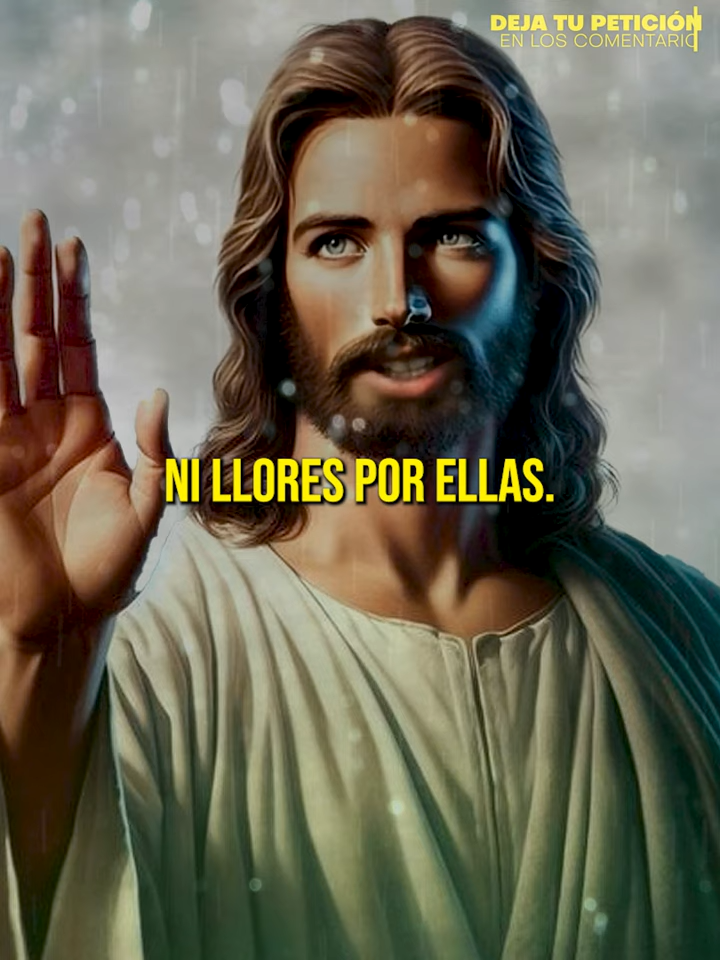 DEJA TU PETICIÓN
EN LOS COMENTARIO
NI LLORES POR ELLAS.